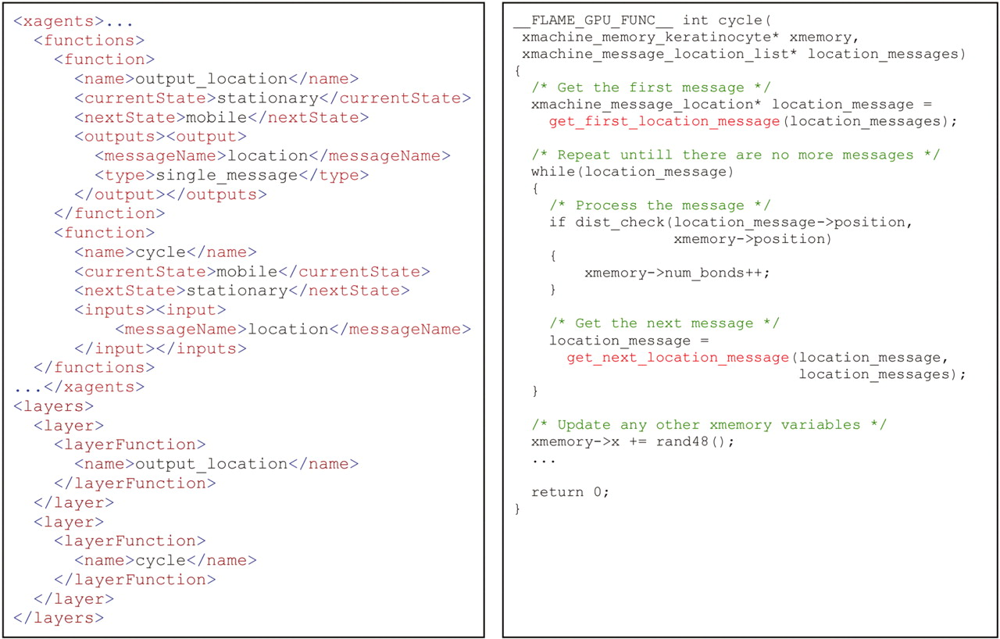 <xagents>...
  <functions>
    <function>
      <name>output_location</name>
      <currentState>stationary</currentState>
      <nextState>mobile</nextState>
      <outputs><output>
        <messageName>location</messageName>
        <type>single_message</type>
      </output></outputs>
    </function>
    <function>
      <name>cycle</name>
      <currentState>mobile</currentState>
      <nextState>stationary</nextState>
      <inputs><input>
          <messageName>location</messageName>
      </input></inputs>
  </functions>
...</xagents>
<layers>
  <layer>
    <layerFunction>
      <name>output_location</name>
    </layerFunction>
  </layer>
  <layer>
    <layerFunction>
      <name>cycle</name>
    </layerFunction>
  </layer>
</layers>
__FLAME_GPU_FUNC__ int cycle(
 xmachine_memory_keratinocyte* xmemory,
 xmachine_message_location_list* location_messages)
{
  /* Get the first message */
  xmachine_message_location* location_message =
    get_first_location_message(location_messages);
  /* Repeat untill there are no more messages */
  while(location_message)
  {
    /* Process the message */
    if dist_check(location_message->position,
                  xmemory->position)
    {
        xmemory->num_bonds++;
    }
    /* Get the next message */
    location_message =
      get_next_location_message(location_message,
                                location_messages);
  }
  /* Update any other xmemory variables */
  xmemory->x += rand48();
  ...
  return 0;
}